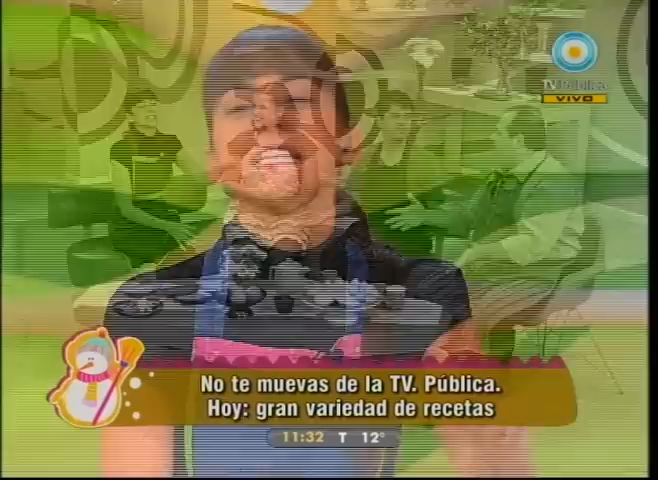 TV Pública
VIVO
No te muevas de la TV. Pública.
Hoy: gran variedad de recetas
11:32 T 12°